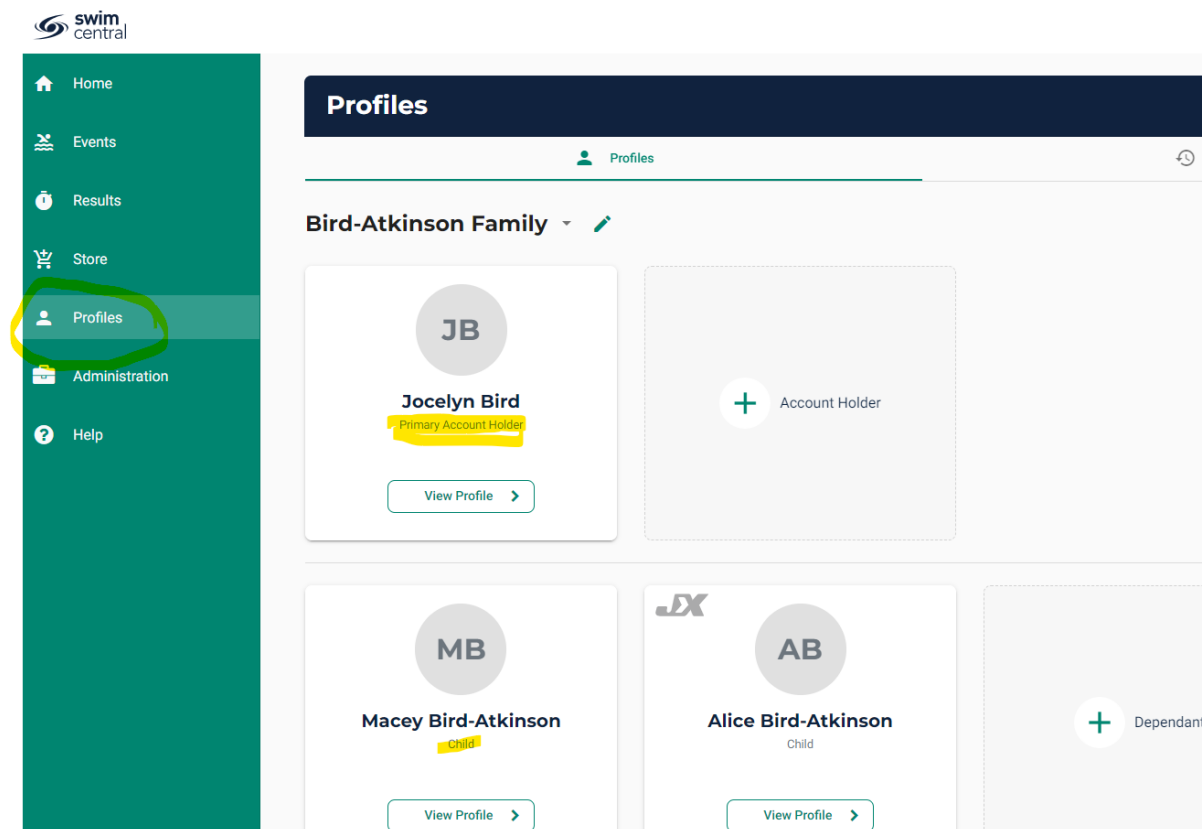 swim
central
Home
Events
Results
Store
Profiles
Administration
Help
Profiles
Profiles
Bird-Atkinson Family
JB
Jocelyn Bird
Primary Account Holder
View Profile
Account Holder
MB
Macey Bird-Atkinson
Child
View Profile
JX
AB
Alice Bird-Atkinson
Child
View Profile
Dependant